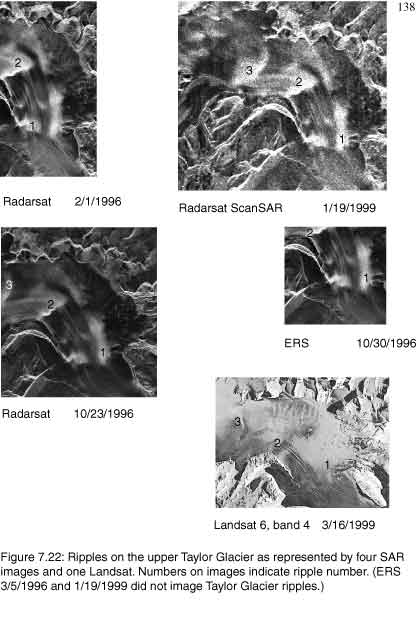 138
2
1
Radarsat 2/1/1996
3
2
1
Radarsat ScanSAR 1/19/1999
3
2
1
Radarsat 10/23/1996
2
1
ERS 10/30/1996
3
2
1
Landsat 6, band 4 3/16/1999
Figure 7.22: Ripples on the upper Taylor Glacier as represented by four SAR
images and one Landsat. Numbers on images indicate ripple number. (ERS
3/5/1996 and 1/19/1999 did not image Taylor Glacier ripples.)